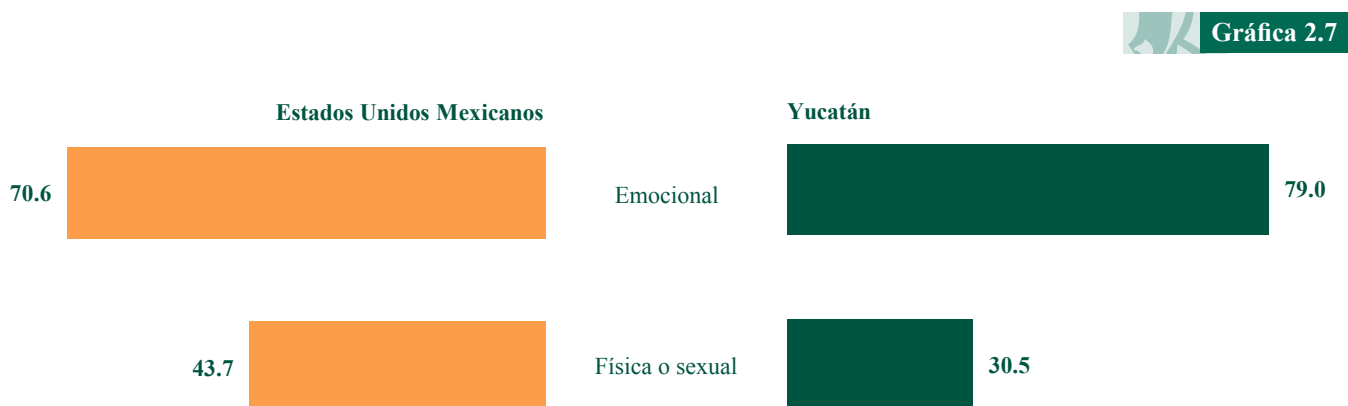 Gráfica 2.7
Estados Unidos Mexicanos
Yucatán
70.6
Emocional
79.0
43.7
Física o sexual
30.5